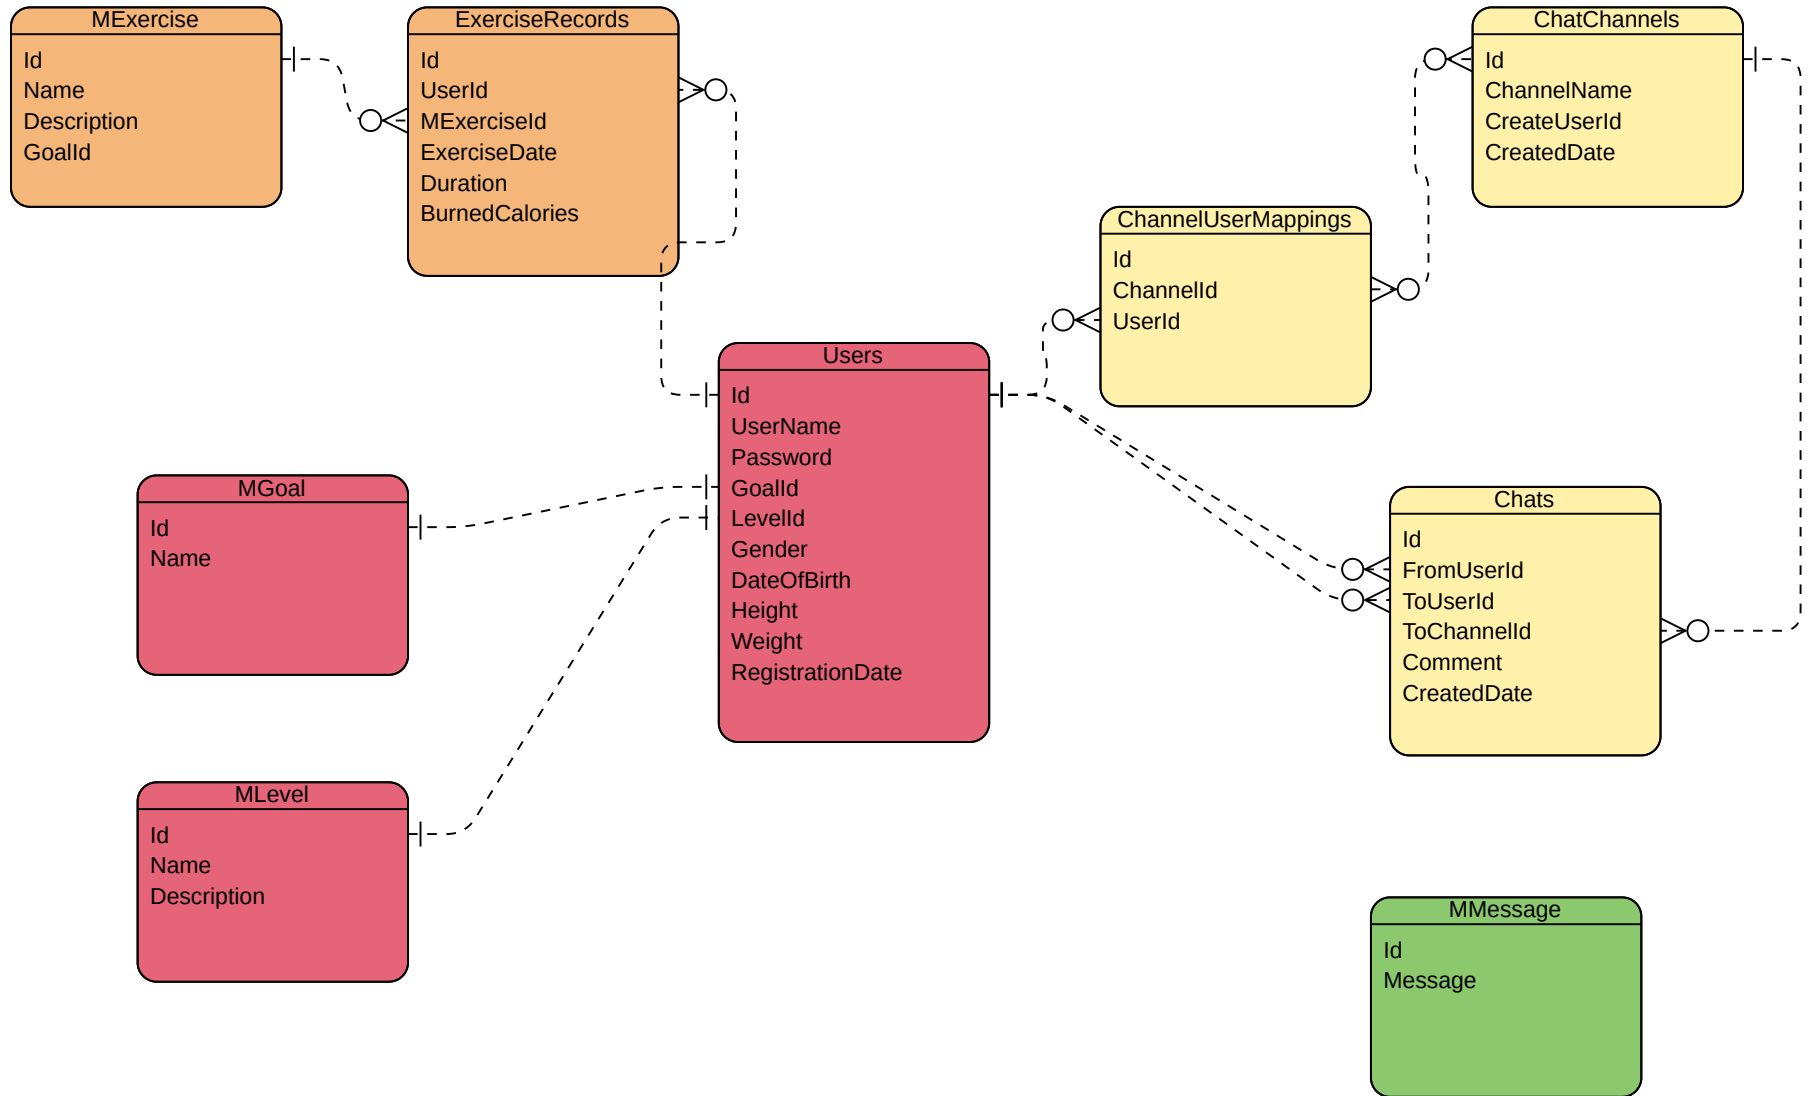 MExercise
Id
Name
Description
GoalId
ExerciseRecords
Id
UserId
MExerciseId
ExerciseDate
Duration
BurnedCalories
ChatChannels
Id
ChannelName
CreateUserId
CreatedDate
ChannelUserMappings
Id
ChannelId
UserId
Users
Id
UserName
Password
GoalId
LevelId
Gender
DateOfBirth
Height
Weight
RegistrationDate
MGoal
Id
Name
Chats
Id
FromUserId
ToUserId
ToChannelId
Comment
CreatedDate
MLevel
Id
Name
Description
MMessage
Id
Message